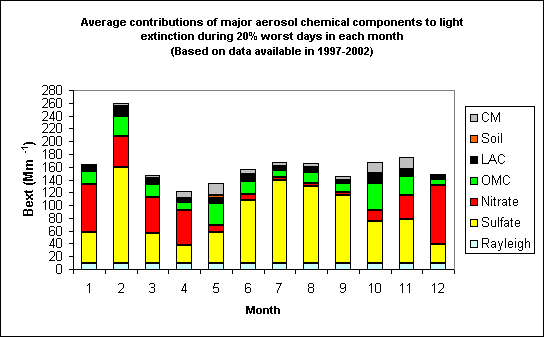 Average contributions of major aerosol chemical components to light
extinction during 20% worst days in each month
(Based on data available in 1997-2002)
Bext (Mm⁻¹)
280
260
240
220
200
180
160
140
120
100
80
60
40
20
0
1 2 3 4 5 6 7 8 9 10 11 12
Month
CM
Soil
LAC
OMC
Nitrate
Sulfate
Rayleigh